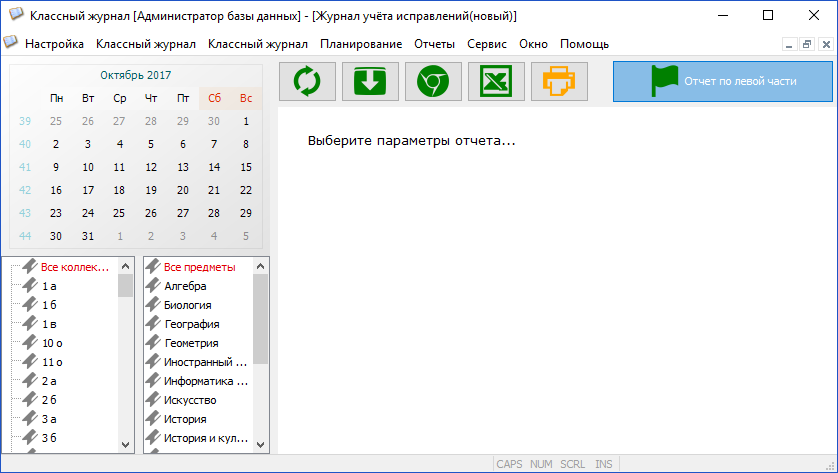 Классный журнал [Администратор базы данных] - [Журнал учёта исправлений(новый)]
Настройка Классный журнал Классный журнал Планирование Отчеты Сервис Окно Помощь
Октябрь 2017
Пн Вт Ср Чт Пт Сб Вс
39 25 26 27 28 29 30 1
40 2 3 4 5 6 7 8
41 9 10 11 12 13 14 15
42 16 17 18 19 20 21 22
43 23 24 25 26 27 28 29
44 30 31 1 2 3 4 5
Все коллек...
1 а
1 б
1 в
10 о
11 о
2 а
2 б
3 а
3 б
Все предметы
Алгебра
Биология
География
Геометрия
Иностранный ...
Информатика ...
Искусство
История
История и кул...
Отчет по левой части
Выберите параметры отчета...
CAPS NUM SCRL INS